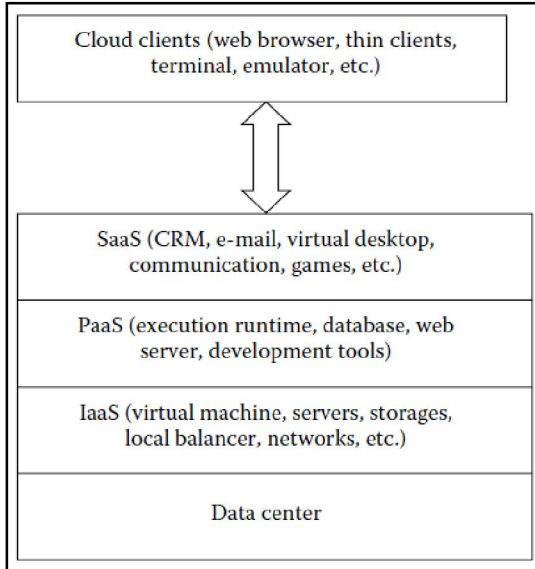 Cloud clients (web browser, thin clients,
terminal, emulator, etc.)
SaaS (CRM, e-mail, virtual desktop,
communication, games, etc.)
PaaS (execution runtime, database, web
server, development tools)
IaaS (virtual machine, servers, storages,
local balancer, networks, etc.)
Data center